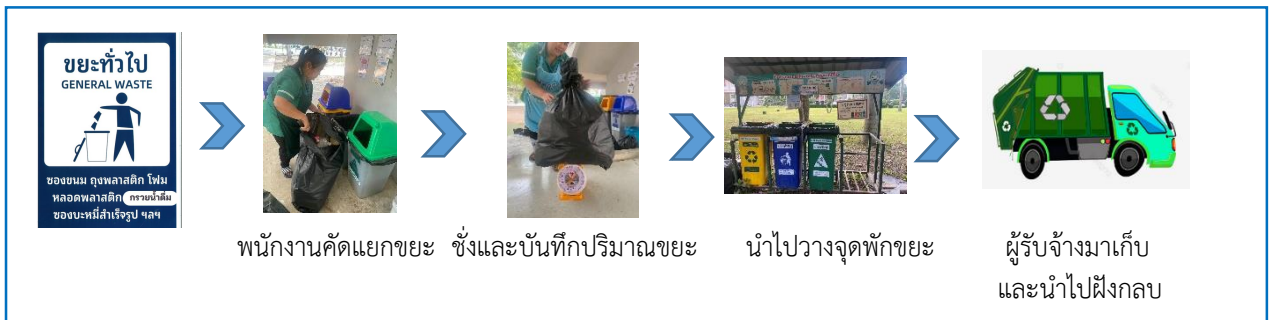 ขยะทั่วไป
GENERAL WASTE
ซองขนม ถุงพลาสติก โฟม
หลอดพลาสติก กรวยน้ำดื่ม
ซองบะหมี่สำเร็จรูป ฯลฯ
พนักงานคัดแยกขยะ
ชั่งและบันทึกปริมาณขยะ
นำไปวางจุดพักขยะ
ผู้รับจ้างมาเก็บ
และนำไปฝังกลบ